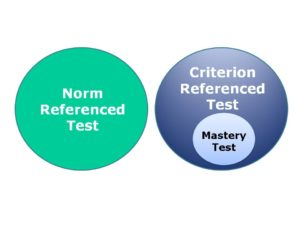 Norm
Referenced
Test
Criterion
Referenced
Test
Mastery
Test